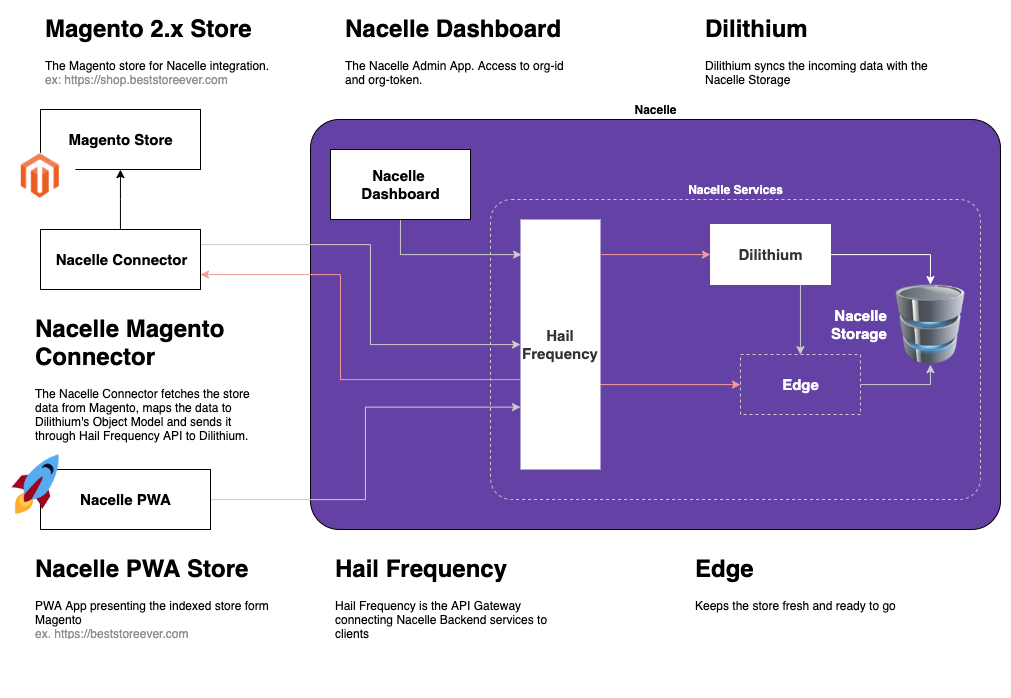 Magento 2.x Store
The Magento store for Nacelle integration.
ex: https://shop.beststoreever.com
Nacelle Dashboard
The Nacelle Admin App. Access to org-id
and org-token.
Dilithium
Dilithium syncs the incoming data with the
Nacelle Storage
Nacelle
Magento Store
Nacelle
Dashboard
Nacelle Services
Nacelle Connector
Dilithium
Hail
Frequency
Nacelle
Storage
Edge
Nacelle Magento
Connector
The Nacelle Connector fetches the store
data from Magento, maps the data to
Dilithium's Object Model and sends it
through Hail Frequency API to Dilithium.
Nacelle PWA
Nacelle PWA Store
PWA App presenting the indexed store form
Magento
ex. https://beststoreever.com
Hail Frequency
Hail Frequency is the API Gateway
connecting Nacelle Backend services to
clients
Edge
Keeps the store fresh and ready to go